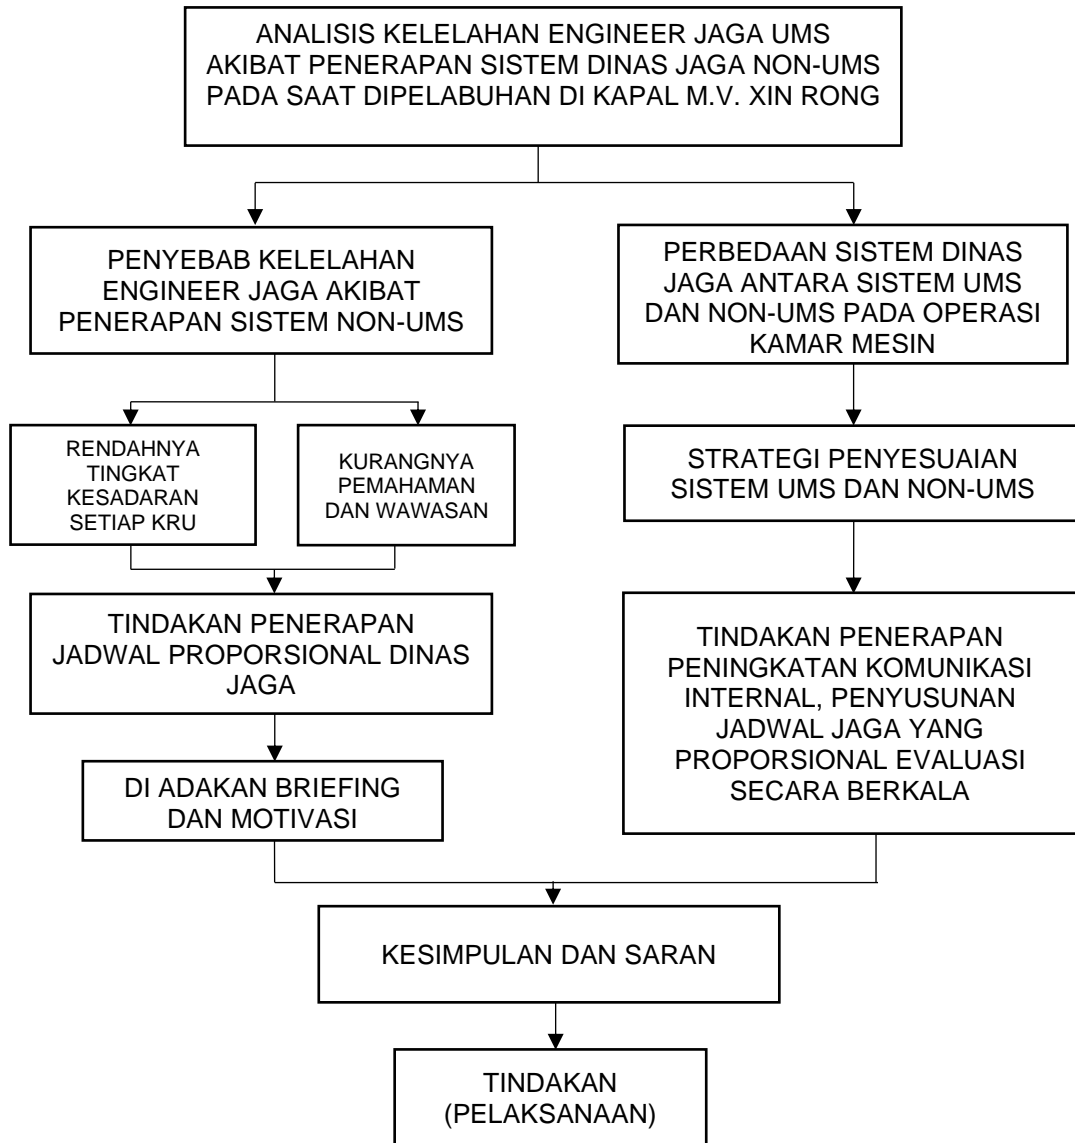 ANALISIS KELELAHAN ENGINEER JAGA UMS
AKIBAT PENERAPAN SISTEM DINAS JAGA NON-UMS
PADA SAAT DIPELABUHAN DI KAPAL M.V. XIN RONG
PENYEBAB KELELAHAN
ENGINEER JAGA AKIBAT
PENERAPAN SISTEM NON-UMS
PERBEDAAN SISTEM DINAS
JAGA ANTARA SISTEM UMS
DAN NON-UMS PADA OPERASI
KAMAR MESIN
RENDAHNYA
TINGKAT
KESADARAN
SETIAP KRU
KURANGNYA
PEMAHAMAN
DAN WAWASAN
STRATEGI PENYESUAIAN
SISTEM UMS DAN NON-UMS
TINDAKAN PENERAPAN
JADWAL PROPORSIONAL DINAS
JAGA
TINDAKAN PENERAPAN
PENINGKATAN KOMUNIKASI
INTERNAL, PENYUSUNAN
JADWAL JAGA YANG
PROPORSIONAL EVALUASI
SECARA BERKALA
DI ADAKAN BRIEFING
DAN MOTIVASI
KESIMPULAN DAN SARAN
TINDAKAN
(PELAKSANAAN)